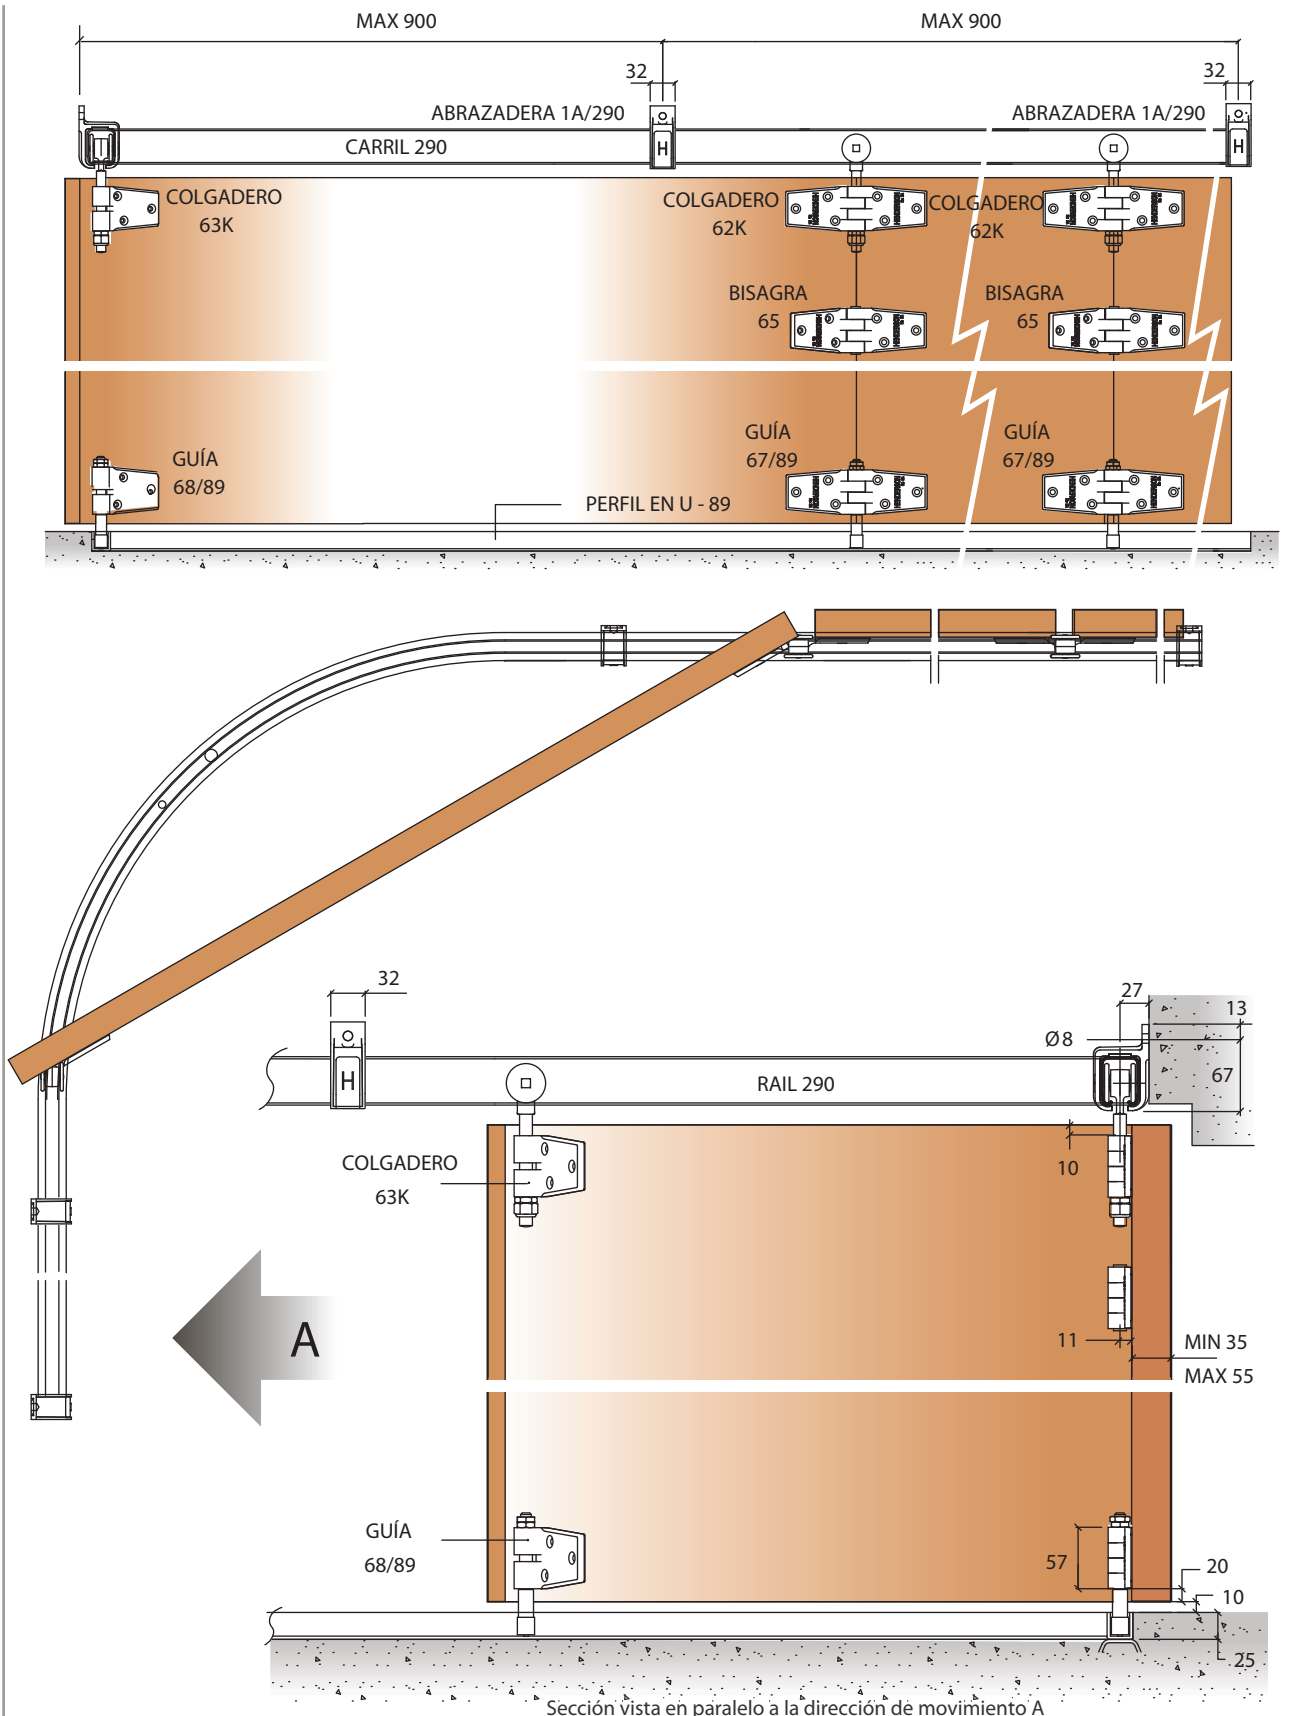 MAX 900
MAX 900
32
32
ABRAZADERA 1A/290
ABRAZADERA 1A/290
CARRIL 290
H
H
COLGADERO
63K
COLGADERO
62K
COLGADERO
62K
BISAGRA
65
BISAGRA
65
GUÍA
68/89
GUÍA
67/89
GUÍA
67/89
PERFIL EN U - 89
32
27
13
Ø8
H
RAIL 290
67
COLGADERO
63K
10
A
11
MIN 35
MAX 55
GUÍA
68/89
57
20
10
25
Sección vista en paralelo a la dirección de movimiento A